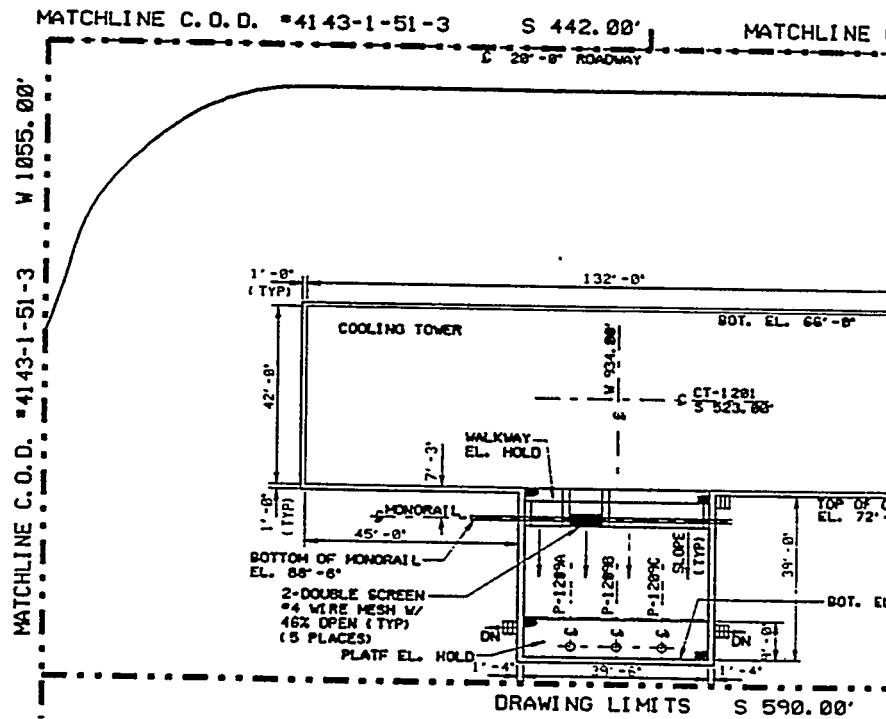 MATCHLINE C.O.D. #4143-1-51-3 S 442.00' MATCHLINE
℄ 20'-0" ROADWAY
W 1055.00'
MATCHLINE C.O.D. #4143-1-51-3
1'-0"
(TYP)
132'-0"
COOLING TOWER
BOT. EL. 66'-0"
W 934.00'
℄
42'-0"
℄ CT-1201
S 523.00'
WALKWAY
EL. HOLD
7'-3"
1'-0"
(TYP)
℄ MONORAIL
45'-0"
TOP OF
EL. 72'-
BOTTOM OF MONORAIL
EL. 88'-6"
2-DOUBLE SCREEN
#4 WIRE MESH W/
46% OPEN (TYP)
(5 PLACES)
P-1209A
P-1209B
P-1209C
SLOPE
(TYP)
39'-0"
BOT. EL
DN
℄ ℄ ℄
DN
PLATF EL. HOLD
1'-4"
39'-6"
1'-4"
DRAWING LIMITS S 590.00'